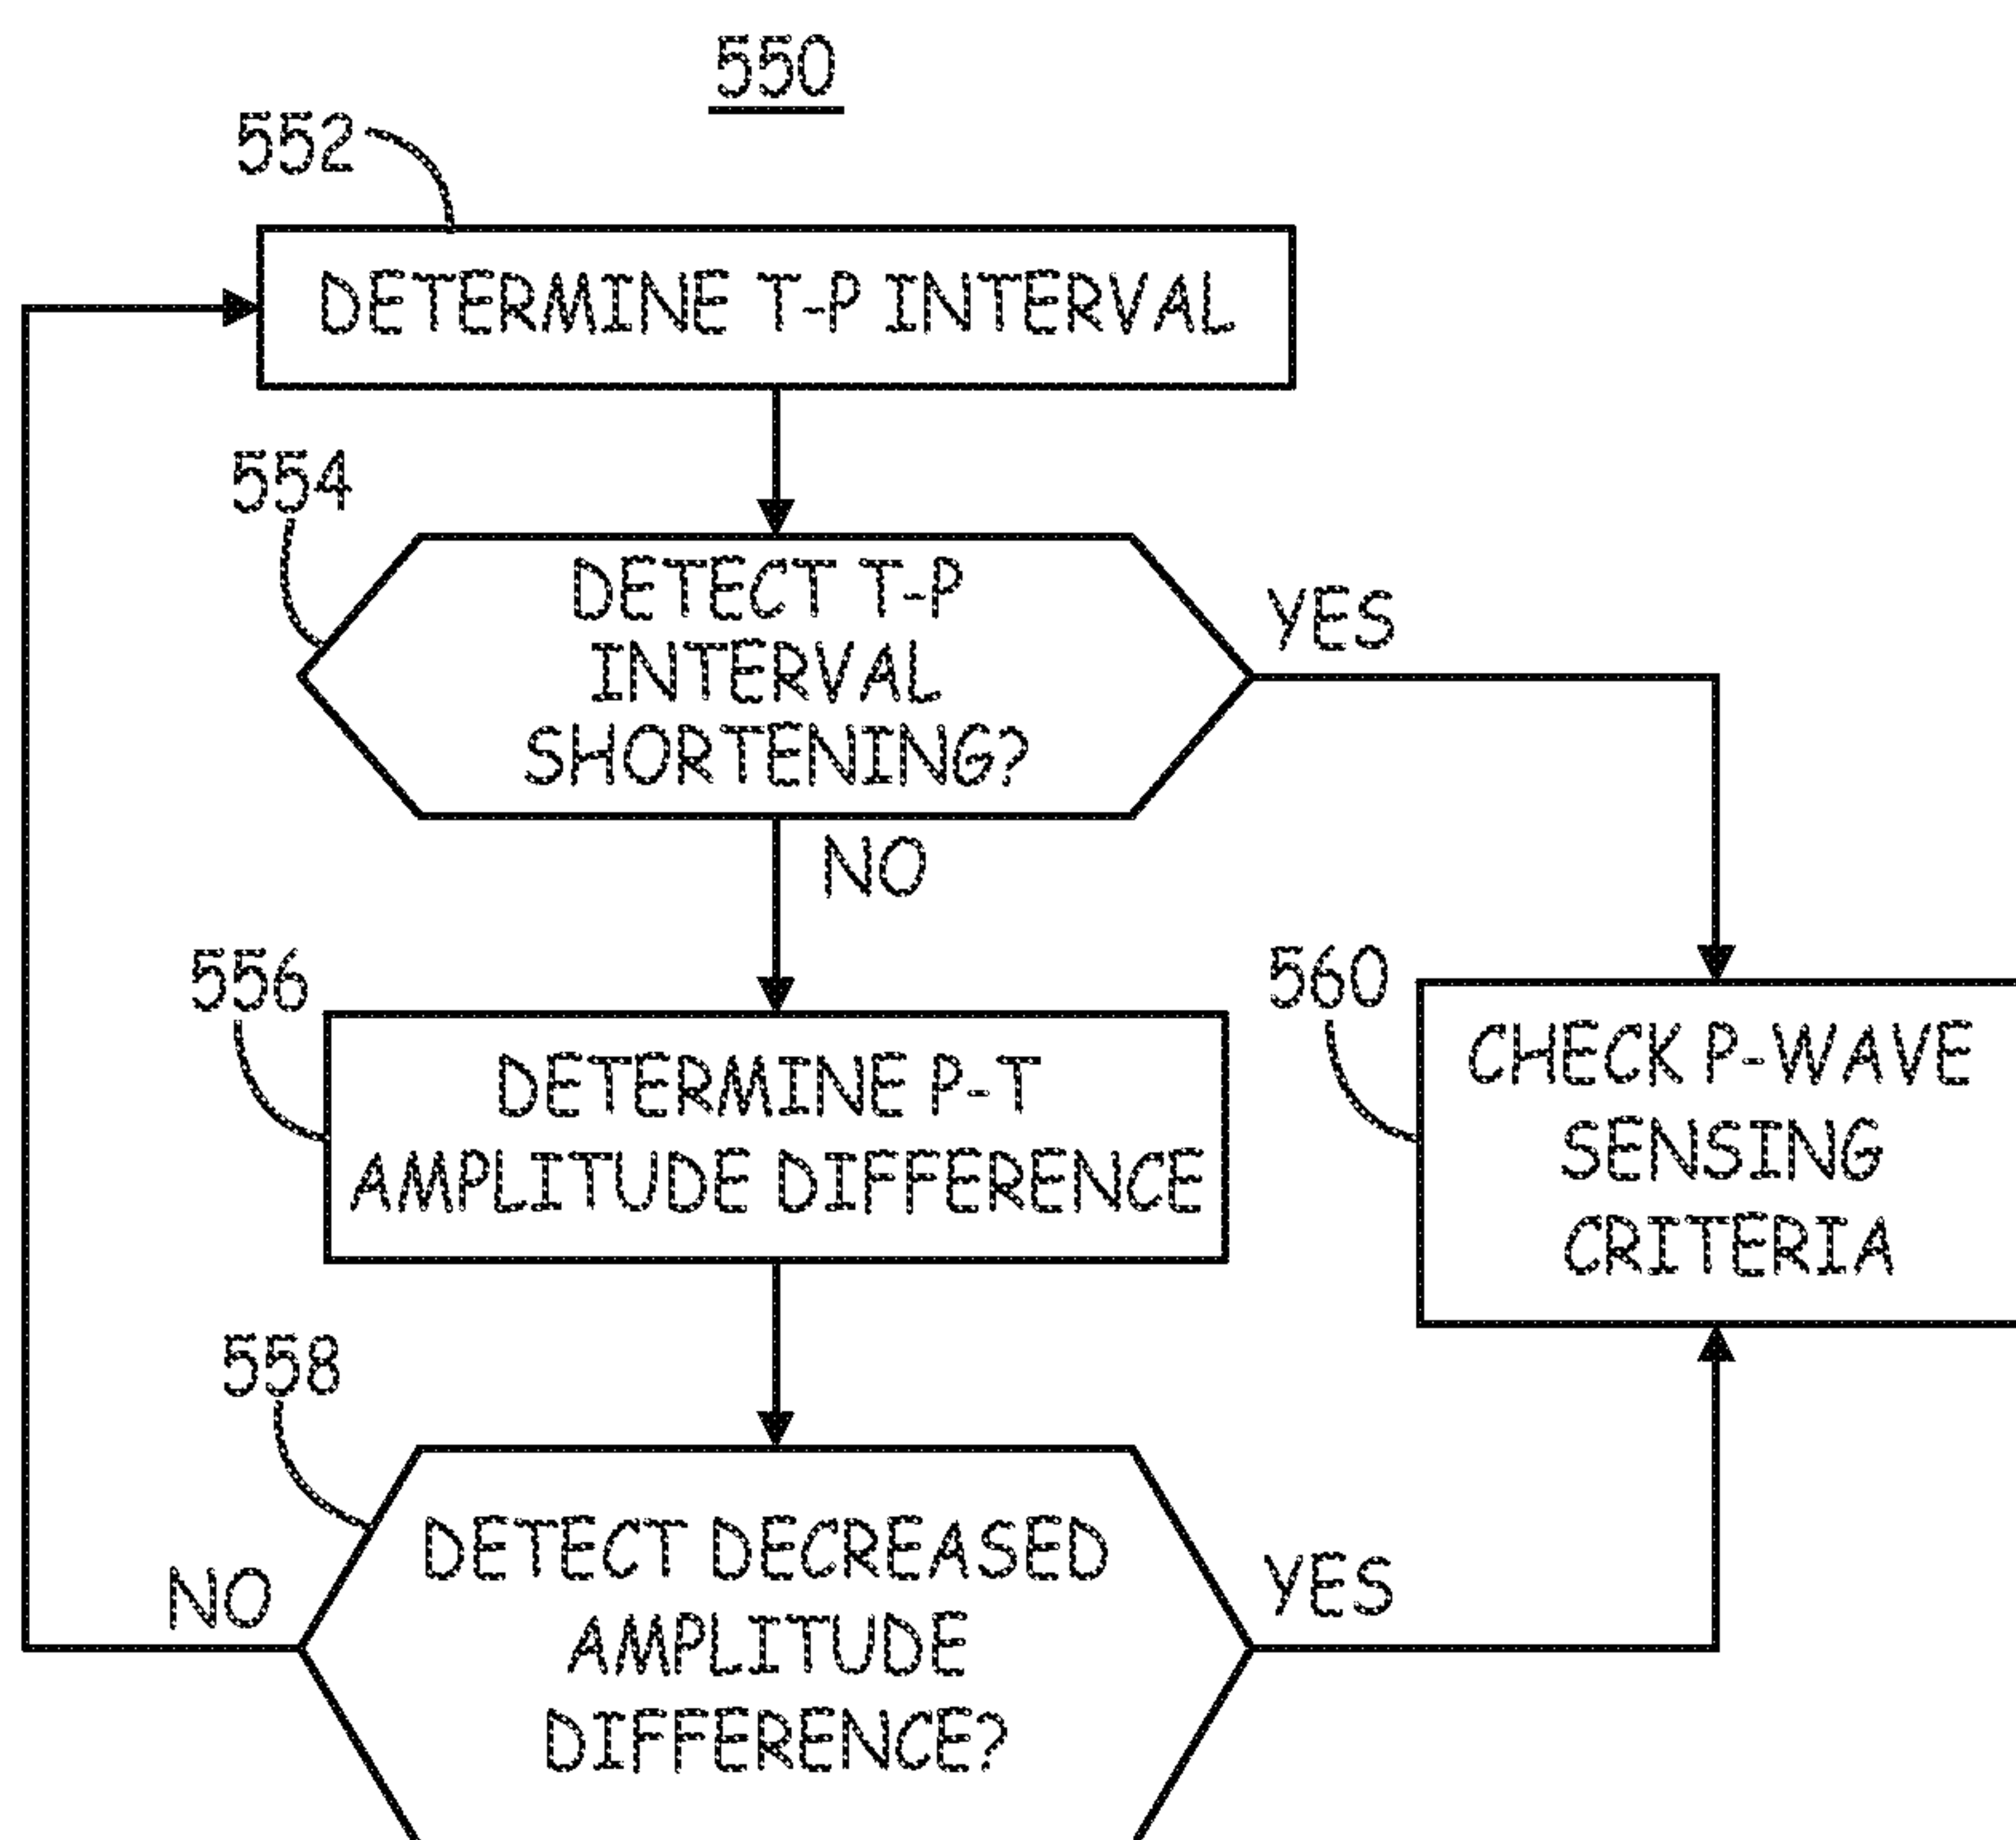 550
552
DETERMINE T-P INTERVAL
554
DETECT T-P
INTERVAL
SHORTENING?
YES
NO
556
DETERMINE P-T
AMPLITUDE DIFFERENCE
560
CHECK P-WAVE
SENSING
CRITERIA
558
DETECT DECREASED
AMPLITUDE
DIFFERENCE?
NO
YES